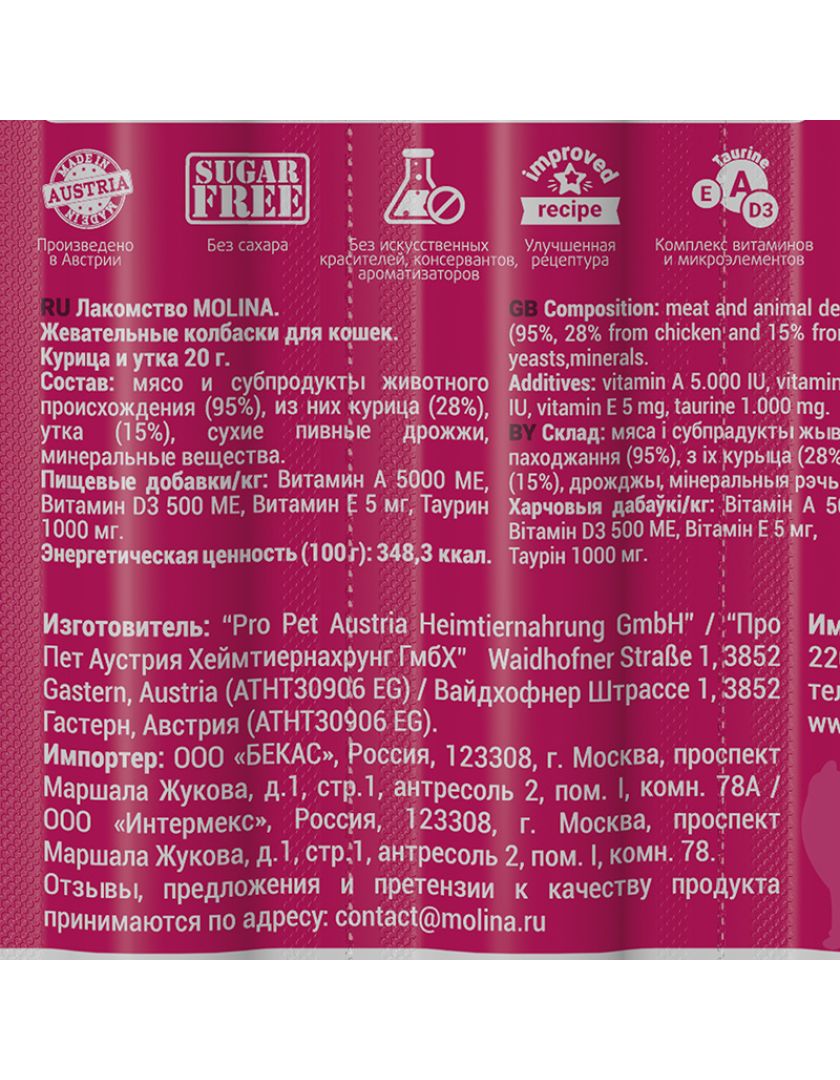 MADE IN
AUSTRIA
MADE IN
Произведено
в Австрии
SUGAR
FREE
Без сахара
Без искусственных
красителей, консервантов,
ароматизаторов
improved
recipe
Улучшенная
рецептура
Taurine
E A D3
Комплекс витаминов
и микроэлементов
RU Лакомство MOLINA.
Жевательные колбаски для кошек.
Курица и утка 20 г.
Состав: мясо и субпродукты животного
происхождения (95%), из них курица (28%),
утка (15%), сухие пивные дрожжи,
минеральные вещества.
Пищевые добавки/кг: Витамин А 5000 МЕ,
Витамин D3 500 МЕ, Витамин Е 5 мг, Таурин
1000 мг.
Энергетическая ценность (100 г): 348,3 ккал.
GB Composition: meat and animal de
(95%, 28% from chicken and 15% from
yeasts,minerals.
Additives: vitamin A 5.000 IU, vitamin
IU, vitamin E 5 mg, taurine 1.000 mg.
BY Склад: мяса і субпрадукты жыв
паходжання (95%), з іх курыца (28%
(15%), дрожджы, мінеральныя рэчы
Харчовыя дабаўкі/кг: Вітамін А 50
Вітамін D3 500 МЕ, Вітамін Е 5 мг,
Таурін 1000 мг.
Изготовитель: “Pro Pet Austria Heimtiernahrung GmbH” / “Про
Пет Аустрия Хеймтиернахрунг ГмбХ” Waidhofner Straße 1, 3852
Gastern, Austria (ATHT30906 EG) / Вайдхофнер Штрассе 1, 3852
Гастерн, Австрия (ATHT30906 EG).
Импортер: ООО «БЕКАС», Россия, 123308, г. Москва, проспект
Маршала Жукова, д.1, стр.1, антресоль 2, пом. I, комн. 78А /
ООО «Интермекс», Россия, 123308, г. Москва, проспект
Маршала Жукова, д.1, стр.1, антресоль 2, пом. I, комн. 78.
Отзывы, предложения и претензии к качеству продукта
принимаются по адресу: contact@molina.ru
Им
22
тел
ww